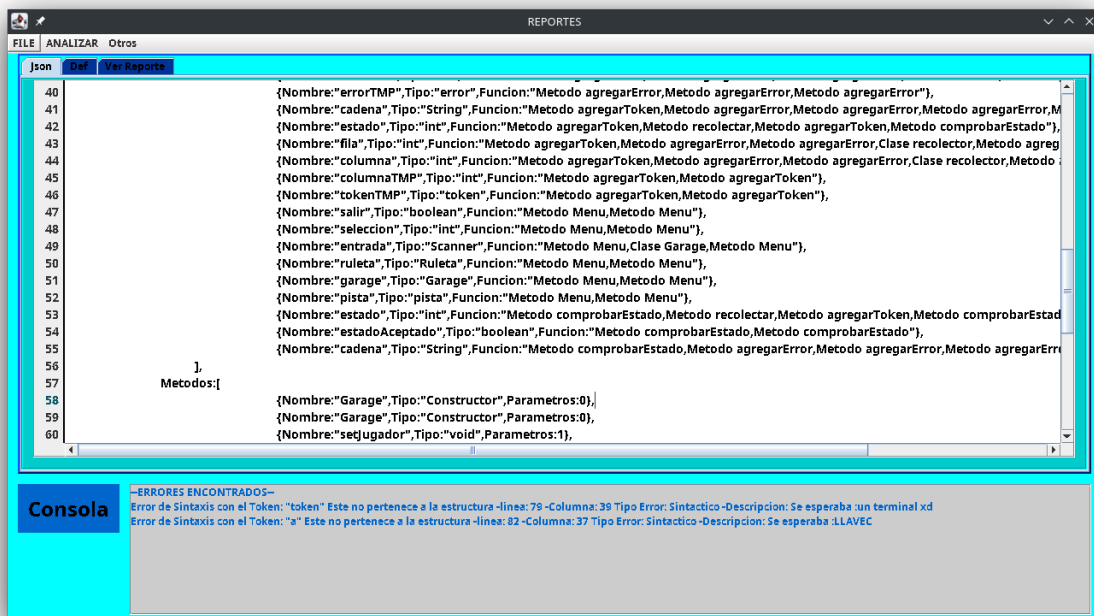 REPORTES
FILE ANALIZAR Otros
Json Def Ver Reporte
40 {Nombre:"errorTMP",Tipo:"error",Funcion:"Metodo agregarError,Metodo agregarError,Metodo agregarError"},
41 {Nombre:"cadena",Tipo:"String",Funcion:"Metodo agregarToken,Metodo agregarError,Metodo agregarError,Metodo agregarError,M
42 {Nombre:"estado",Tipo:"int",Funcion:"Metodo agregarToken,Metodo recolectar,Metodo agregarToken,Metodo comprobarEstado"},
43 {Nombre:"fila",Tipo:"int",Funcion:"Metodo agregarToken,Metodo agregarError,Metodo agregarError,Clase recolector,Metodo agreg
44 {Nombre:"columna",Tipo:"int",Funcion:"Metodo agregarToken,Metodo agregarError,Metodo agregarError,Clase recolector,Metodo
45 {Nombre:"columnaTMP",Tipo:"int",Funcion:"Metodo agregarToken,Metodo agregarToken"},
46 {Nombre:"tokenTMP",Tipo:"token",Funcion:"Metodo agregarToken,Metodo agregarToken"},
47 {Nombre:"salir",Tipo:"boolean",Funcion:"Metodo Menu,Metodo Menu"},
48 {Nombre:"seleccion",Tipo:"int",Funcion:"Metodo Menu,Metodo Menu"},
49 {Nombre:"entrada",Tipo:"Scanner",Funcion:"Metodo Menu,Clase Garage,Metodo Menu"},
50 {Nombre:"ruleta",Tipo:"Ruleta",Funcion:"Metodo Menu,Metodo Menu"},
51 {Nombre:"garage",Tipo:"Garage",Funcion:"Metodo Menu,Metodo Menu"},
52 {Nombre:"pista",Tipo:"pista",Funcion:"Metodo Menu,Metodo Menu"},
53 {Nombre:"estado",Tipo:"int",Funcion:"Metodo comprobarEstado,Metodo recolectar,Metodo agregarToken,Metodo comprobarEstad
54 {Nombre:"estadoAceptado",Tipo:"boolean",Funcion:"Metodo comprobarEstado,Metodo comprobarEstado"},
55 {Nombre:"cadena",Tipo:"String",Funcion:"Metodo comprobarEstado,Metodo agregarError,Metodo agregarError,Metodo agregarErr
56 ],
57 Metodos:[
58 {Nombre:"Garage",Tipo:"Constructor",Parametros:0},
59 {Nombre:"Garage",Tipo:"Constructor",Parametros:0},
60 {Nombre:"setJugador",Tipo:"void",Parametros:1},
Consola
--ERRORES ENCONTRADOS--
Error de Sintaxis con el Token: "token" Este no pertenece a la estructura -linea: 79 -Columna: 39 Tipo Error: Sintactico -Descripcion: Se esperaba :un terminal xd
Error de Sintaxis con el Token: "a" Este no pertenece a la estructura -linea: 82 -Columna: 37 Tipo Error: Sintactico -Descripcion: Se esperaba :LLAVEC